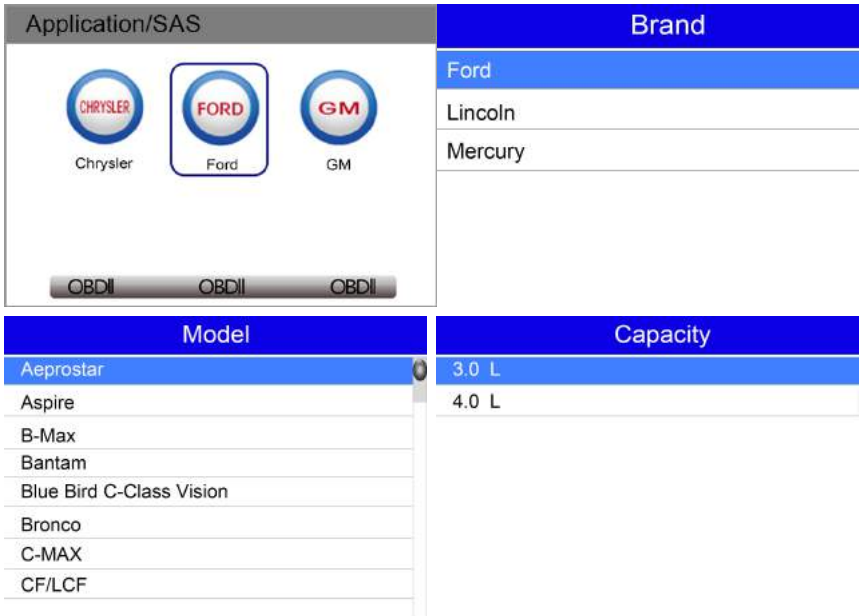 Application/SAS
CHRYSLER FORD GM
Chrysler Ford GM
OBDII OBDII OBDII
Brand
Ford
Lincoln
Mercury
Model
Aeprostar
Aspire
B-Max
Bantam
Blue Bird C-Class Vision
Bronco
C-MAX
CF/LCF
Capacity
3.0 L
4.0 L